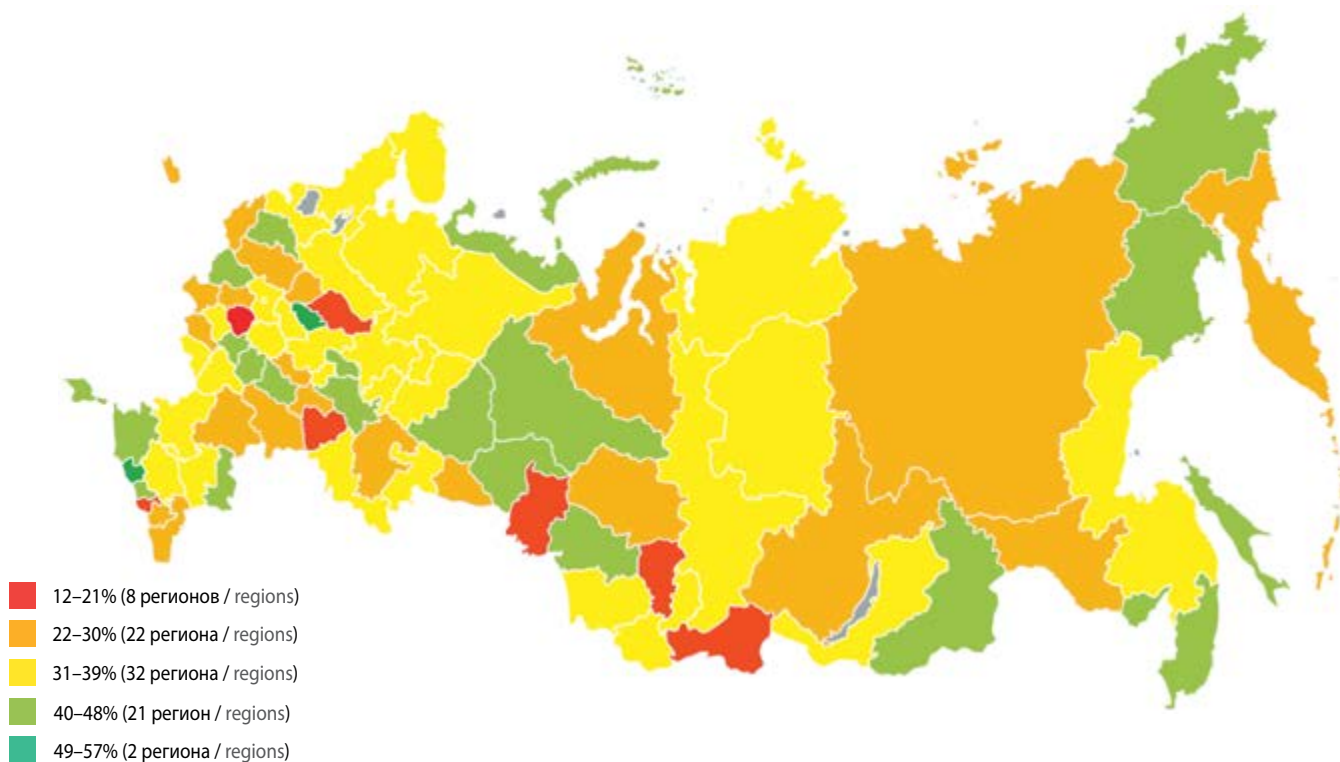 12–21% (8 регионов / regions)
22–30% (22 региона / regions)
31–39% (32 региона / regions)
40–48% (21 регион / regions)
49–57% (2 региона / regions)